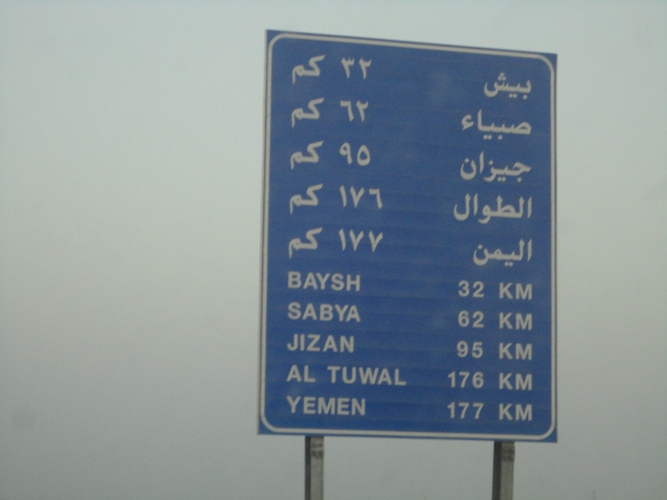 بيش ٣٢ كم
صبياء ٦٢ كم
جيزان ٩٥ كم
الطوال ١٧٦ كم
اليمن ١٧٧ كم
BAYSH 32 KM
SABYA 62 KM
JIZAN 95 KM
AL TUWAL 176 KM
YEMEN 177 KM